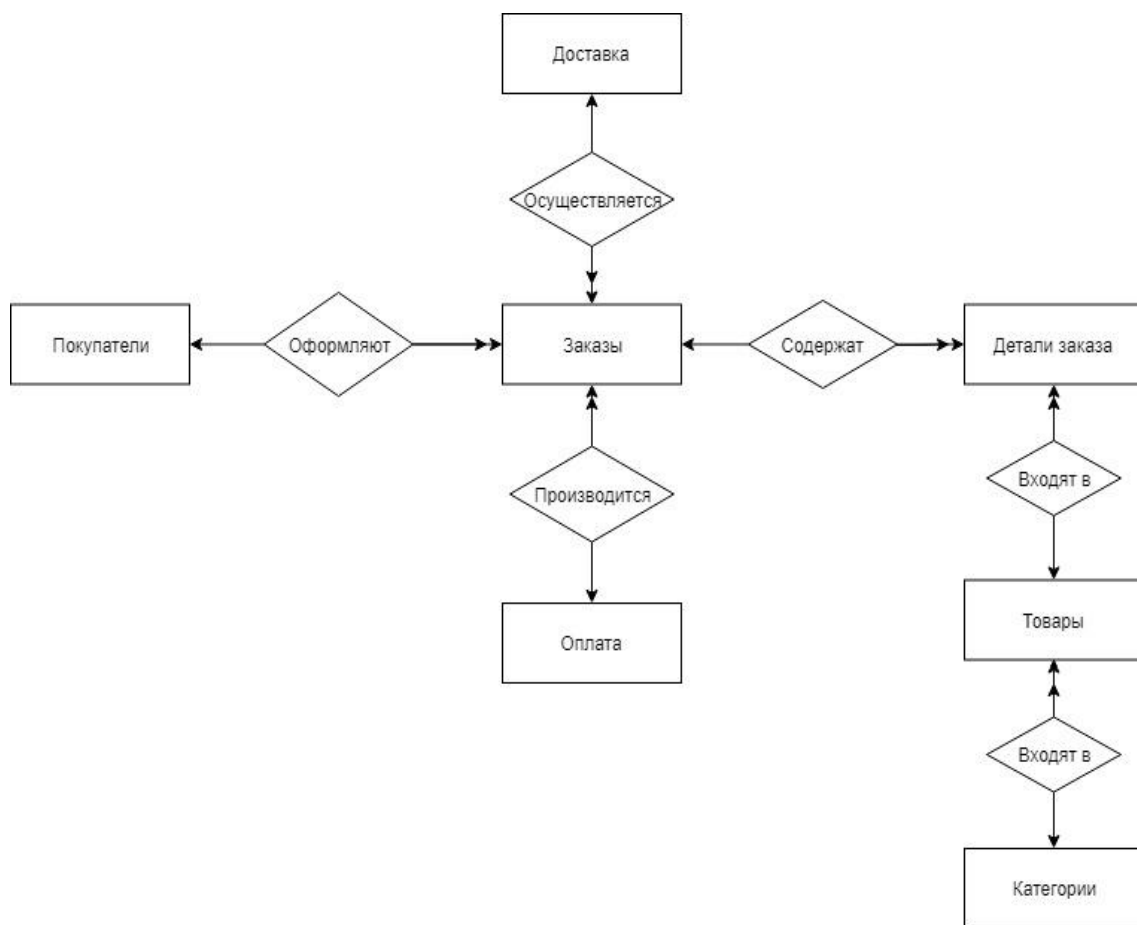 Доставка
Осуществляется
Покупатели
Оформляют
Заказы
Содержат
Детали заказа
Производится
Входят в
Оплата
Товары
Входят в
Категории